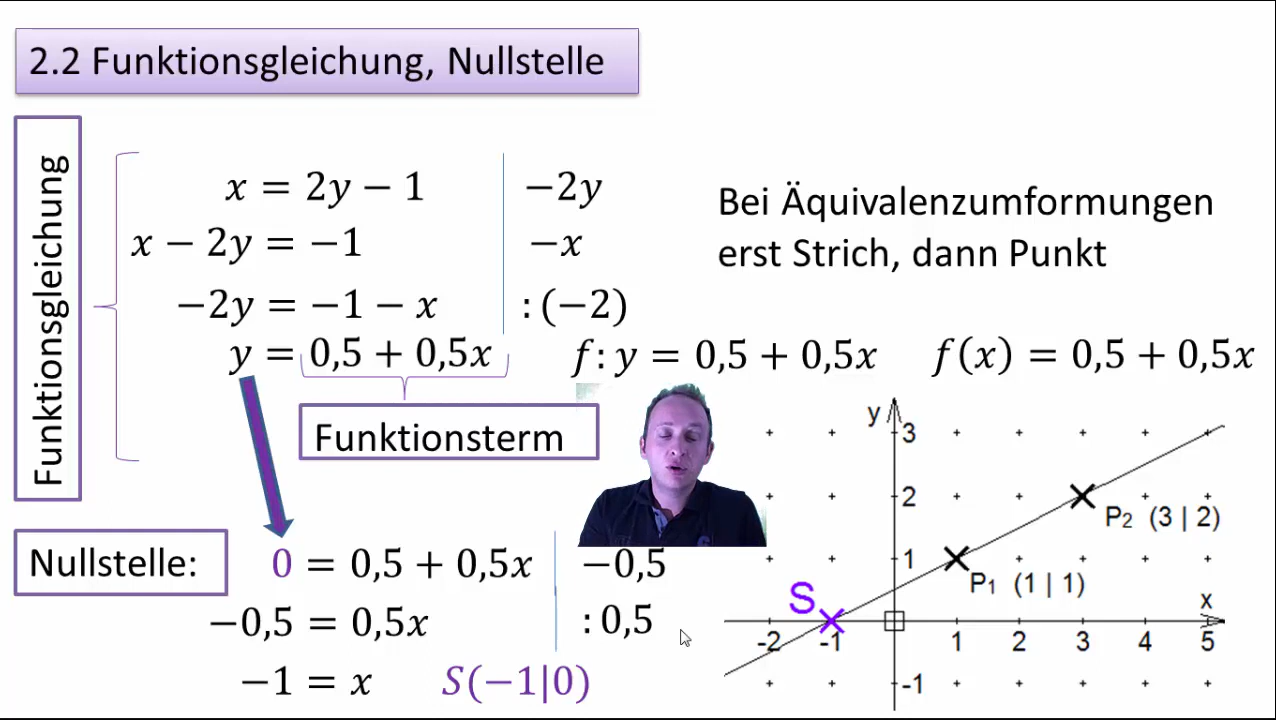 2.2 Funktionsgleichung, Nullstelle
Funktionsgleichung
x = 2y − 1 | −2y
x − 2y = −1 | −x
−2y = −1 − x | : (−2)
y = 0,5 + 0,5x
Bei Äquivalenzumformungen
erst Strich, dann Punkt
f: y = 0,5 + 0,5x f(x) = 0,5 + 0,5x
Funktionsterm
Nullstelle: 0 = 0,5 + 0,5x | −0,5
−0,5 = 0,5x | : 0,5
−1 = x S(−1|0)
y
3
2
P2 (3 | 2)
1
P1 (1 | 1)
S
x
-2 -1 1 2 3 4 5
-1